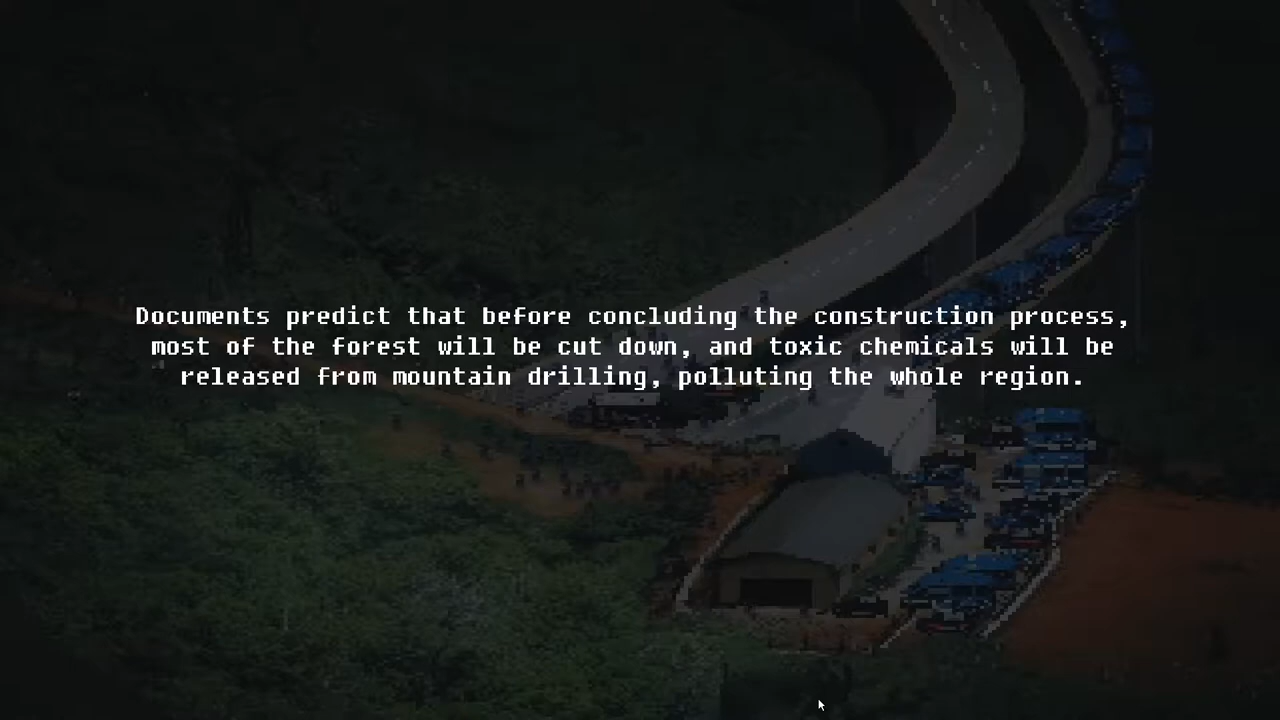 Documents predict that before concluding the construction process,
most of the forest will be cut down, and toxic chemicals will be
released from mountain drilling, polluting the whole region.